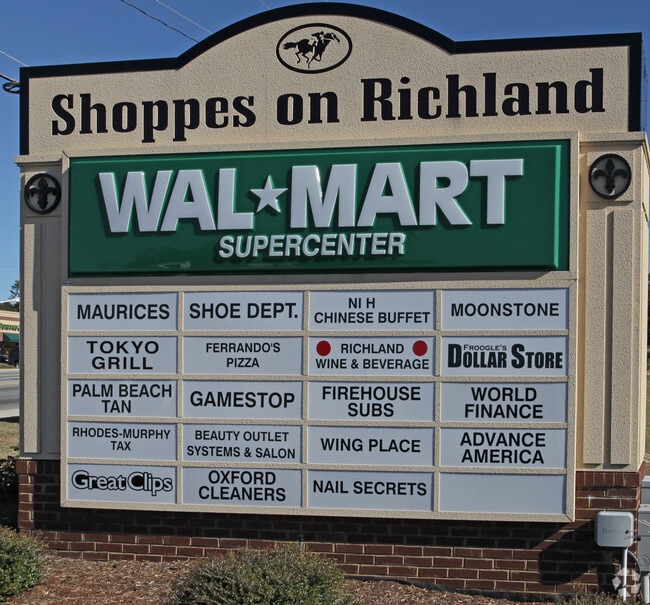 Shoppes on Richland
WAL★MART
SUPERCENTER
MAURICES
SHOE DEPT.
NI H
CHINESE BUFFET
MOONSTONE
TOKYO
GRILL
FERRANDO'S
PIZZA
RICHLAND
WINE & BEVERAGE
FROOGLE'S
DOLLAR STORE
PALM BEACH
TAN
GAMESTOP
FIREHOUSE
SUBS
WORLD
FINANCE
RHODES-MURPHY
TAX
BEAUTY OUTLET
SYSTEMS & SALON
WING PLACE
ADVANCE
AMERICA
Great Clips
OXFORD
CLEANERS
NAIL SECRETS